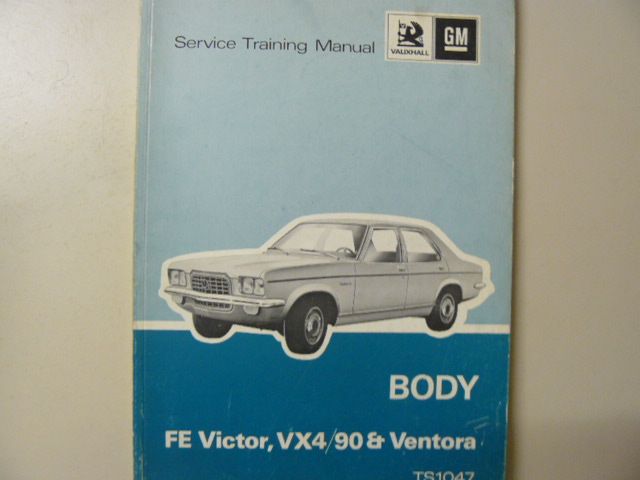 Service Training Manual
VAUXHALL
GM
BODY
FE Victor, VX4/90 & Ventora
TS1047